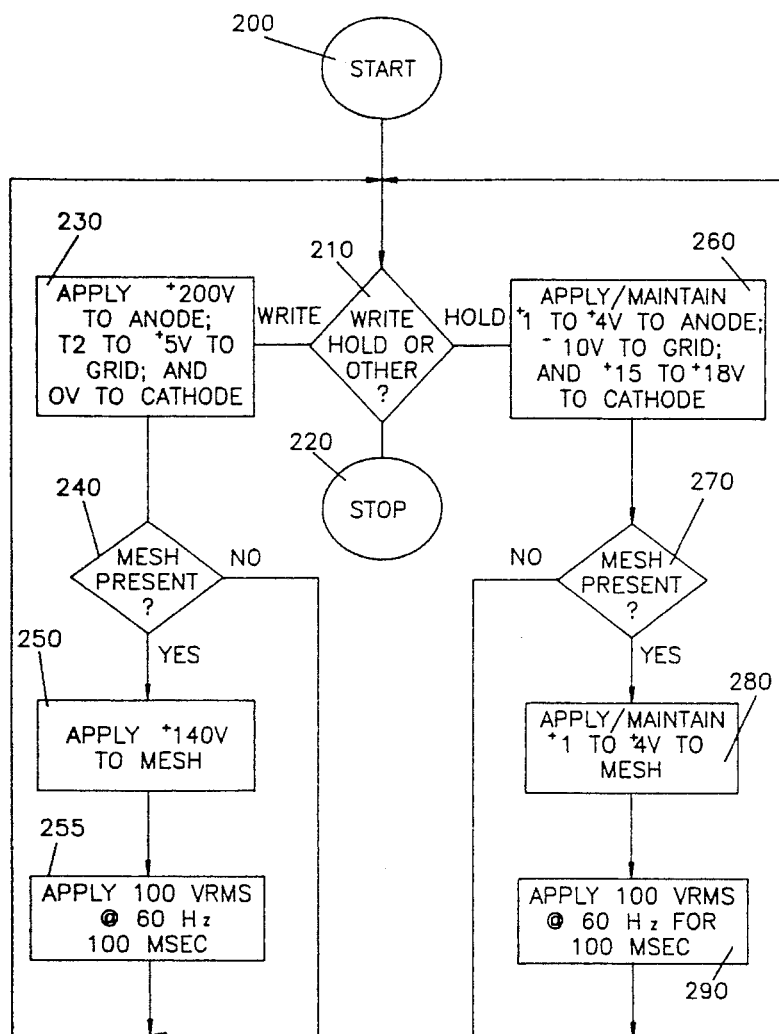 200
START
230
APPLY +200V
TO ANODE;
T2 TO +5V TO
GRID; AND
OV TO CATHODE
WRITE
210
WRITE
HOLD OR
OTHER
?
HOLD
260
APPLY/MAINTAIN
+1 TO +4V TO ANODE;
- 10V TO GRID;
AND +15 TO +18V
TO CATHODE
220
STOP
240
MESH
PRESENT
?
NO
YES
270
MESH
PRESENT
?
NO
YES
250
APPLY +140V
TO MESH
280
APPLY/MAINTAIN
+1 TO +4V TO
MESH
255
APPLY 100 VRMS
@ 60 Hz
100 MSEC
APPLY 100 VRMS
@ 60 Hz FOR
100 MSEC
290